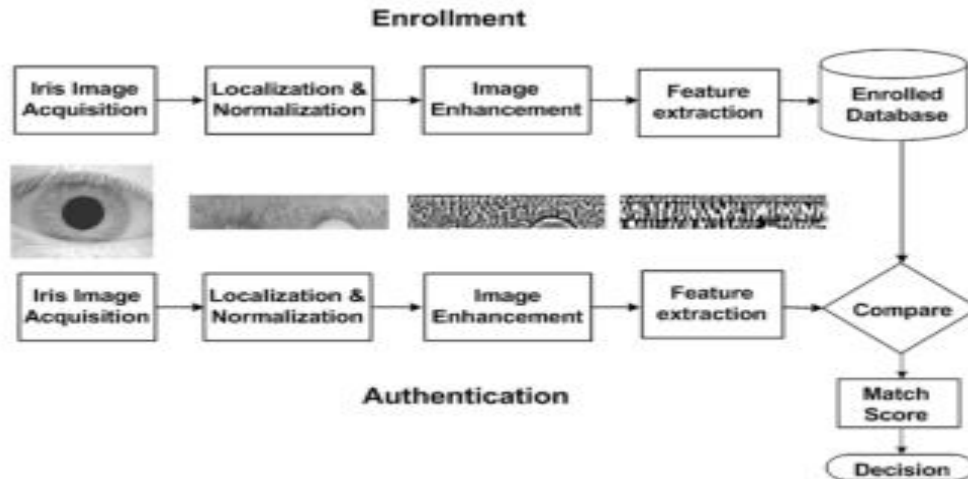 Enrollment
Iris Image
Acquisition
Localization &
Normalization
Image
Enhancement
Feature
extraction
Enrolled
Database
Iris Image
Acquisition
Localization &
Normalization
Image
Enhancement
Feature
extraction
Compare
Authentication
Match
Score
Decision